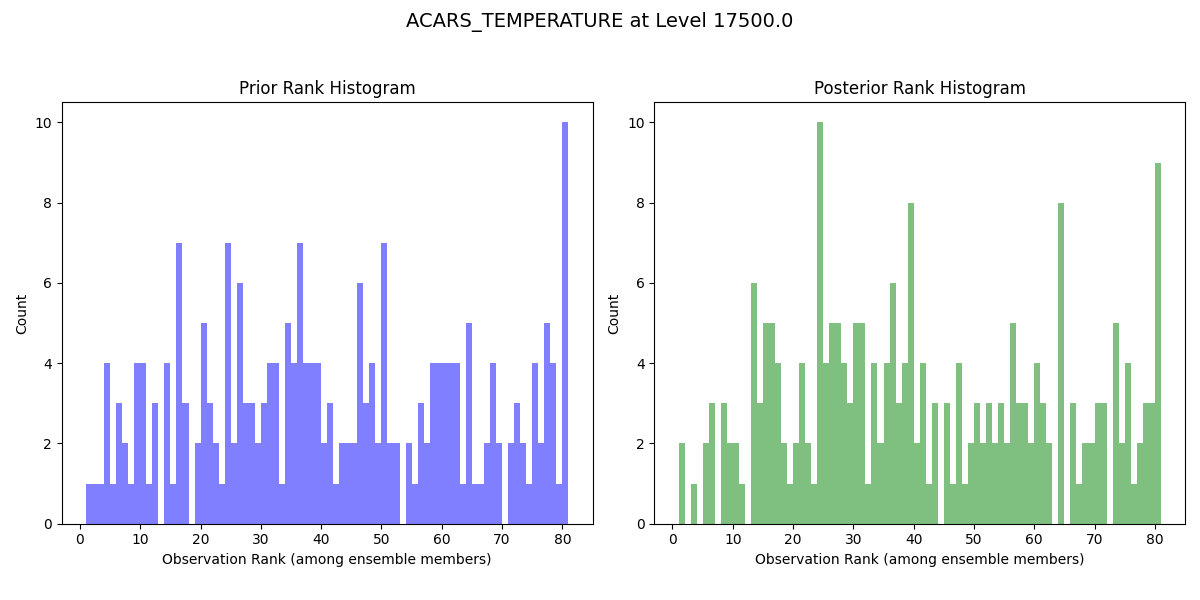 ACARS_TEMPERATURE at Level 17500.0
Prior Rank Histogram
Count
10
8
6
4
2
0
0 10 20 30 40 50 60 70 80
Observation Rank (among ensemble members)
Posterior Rank Histogram
Count
10
8
6
4
2
0
0 10 20 30 40 50 60 70 80
Observation Rank (among ensemble members)